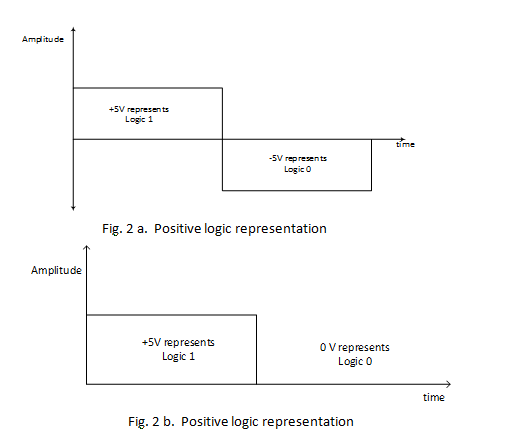 Amplitude
+5V represents
Logic 1
time
-5V represents
Logic 0
Fig. 2 a.  Positive logic representation
Amplitude
+5V represents
Logic 1
0 V represents
Logic 0
time
Fig. 2 b.  Positive logic representation